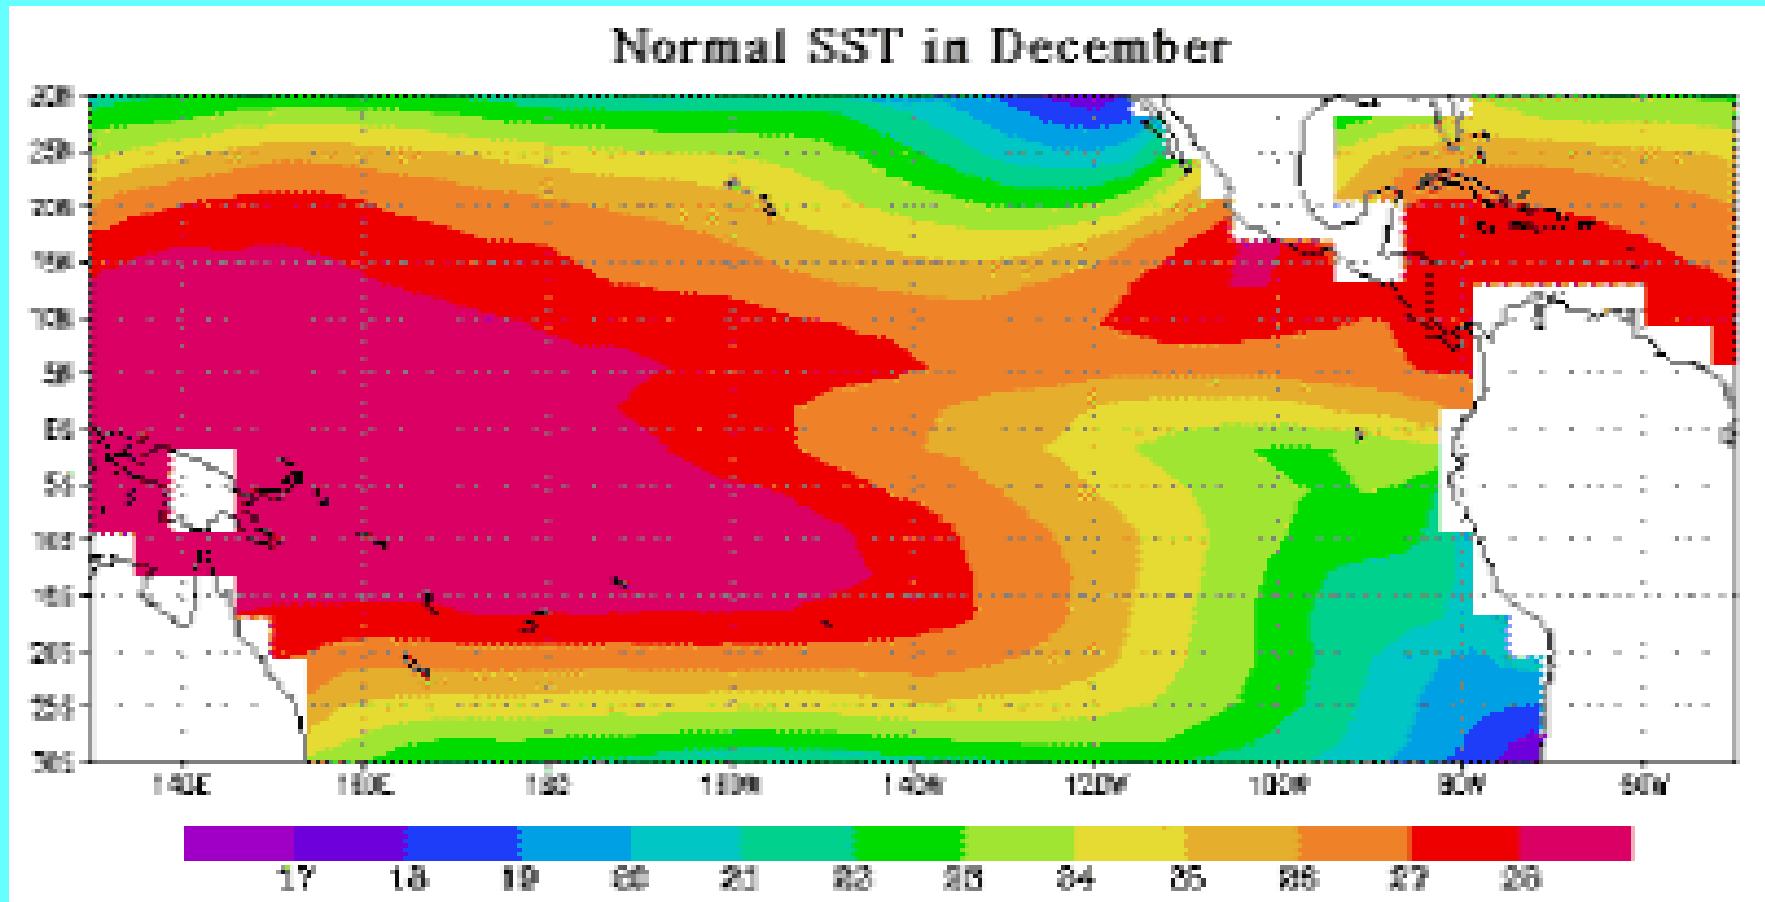 Normal SST in December
30N
25N
20N
15N
10N
5N
EQ
5S
10S
15S
20S
25S
30S
140E 160E 180 160W 140W 120W 100W 80W 60W
17 18 19 20 21 22 23 24 25 26 27 28